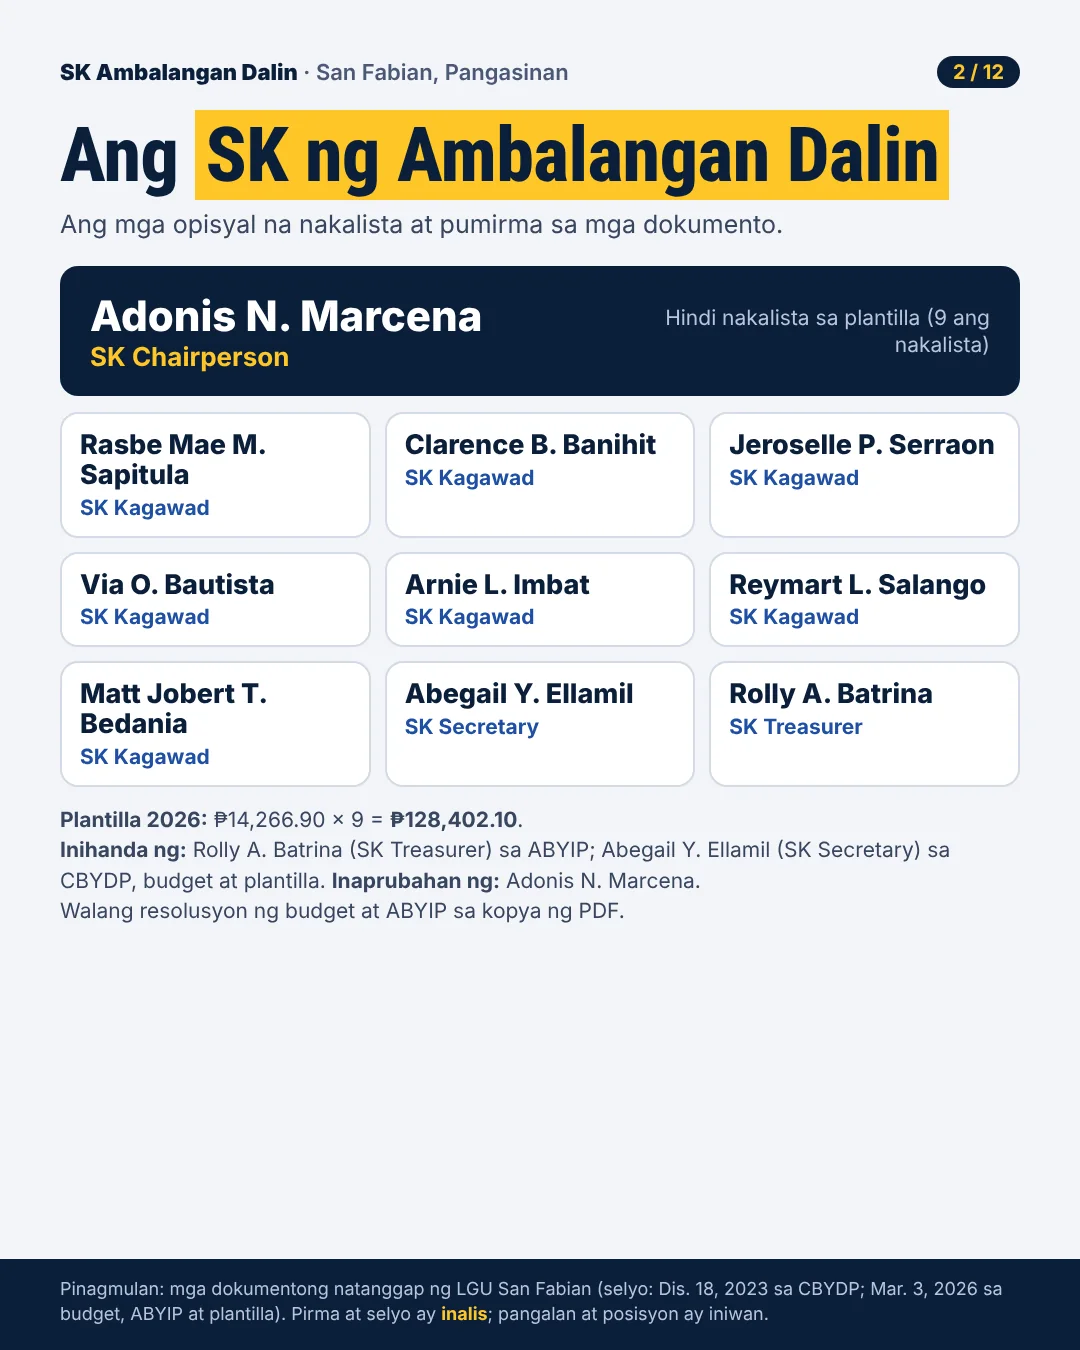 SK Ambalangan Dalin · San Fabian, Pangasinan
2 / 12
Ang SK ng Ambalangan Dalin
Ang mga opisyal na nakalista at pumirma sa mga dokumento.
Adonis N. Marcena
SK Chairperson
Hindi nakalista sa plantilla (9 ang
nakalista)
Rasbe Mae M.
Sapitula
SK Kagawad
Clarence B. Banihit
SK Kagawad
Jeroselle P. Serraon
SK Kagawad
Via O. Bautista
SK Kagawad
Arnie L. Imbat
SK Kagawad
Reymart L. Salango
SK Kagawad
Matt Jobert T.
Bedania
SK Kagawad
Abegail Y. Ellamil
SK Secretary
Rolly A. Batrina
SK Treasurer
Plantilla 2026: ₱14,266.90 × 9 = ₱128,402.10.
Inihanda ng: Rolly A. Batrina (SK Treasurer) sa ABYIP; Abegail Y. Ellamil (SK Secretary) sa
CBYDP, budget at plantilla. Inaprubahan ng: Adonis N. Marcena.
Walang resolusyon ng budget at ABYIP sa kopya ng PDF.
Pinagmulan: mga dokumentong natanggap ng LGU San Fabian (selyo: Dis. 18, 2023 sa CBYDP; Mar. 3, 2026 sa
budget, ABYIP at plantilla). Pirma at selyo ay inalis; pangalan at posisyon ay iniwan.